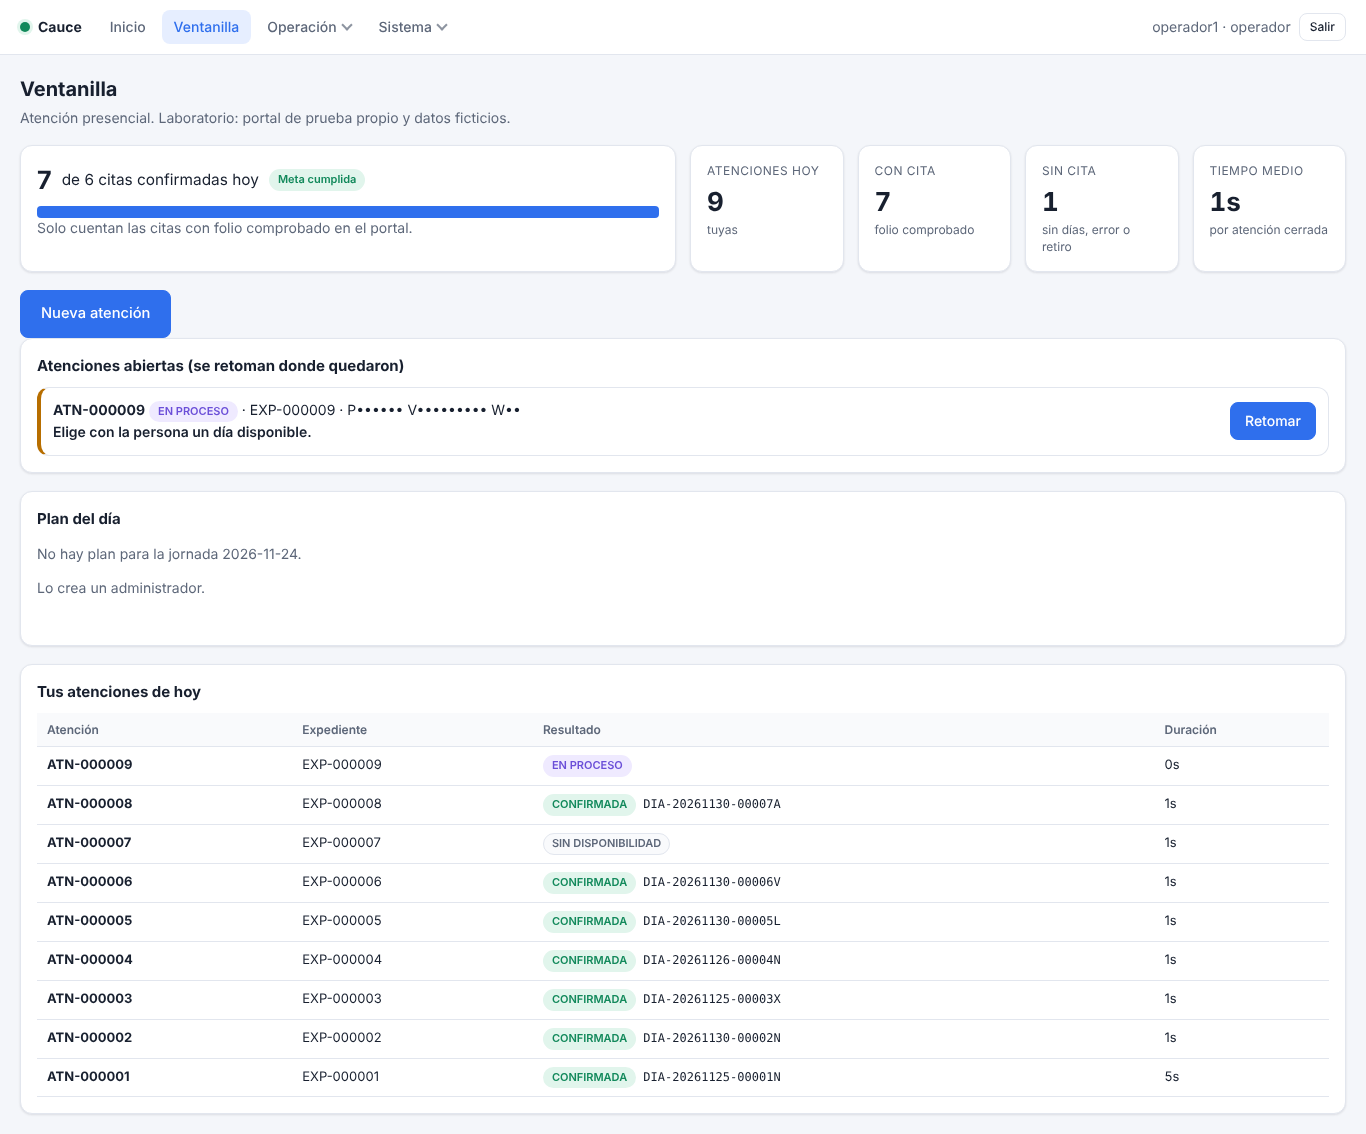 Cauce Inicio Ventanilla Operación Sistema operador1 · operador Salir
Ventanilla
Atención presencial. Laboratorio: portal de prueba propio y datos ficticios.
7 de 6 citas confirmadas hoy Meta cumplida
Solo cuentan las citas con folio comprobado en el portal.
ATENCIONES HOY
9
tuyas
CON CITA
7
folio comprobado
SIN CITA
1
sin días, error o
retiro
TIEMPO MEDIO
1s
por atención cerrada
Nueva atención
Atenciones abiertas (se retoman donde quedaron)
ATN-000009 EN PROCESO · EXP-000009 · P•••••• V••••••••• W••
Elige con la persona un día disponible.
Retomar
Plan del día
No hay plan para la jornada 2026-11-24.
Lo crea un administrador.
Tus atenciones de hoy
Atención Expediente Resultado Duración
ATN-000009 EXP-000009 EN PROCESO 0s
ATN-000008 EXP-000008 CONFIRMADA DIA-20261130-00007A 1s
ATN-000007 EXP-000007 SIN DISPONIBILIDAD 1s
ATN-000006 EXP-000006 CONFIRMADA DIA-20261130-00006V 1s
ATN-000005 EXP-000005 CONFIRMADA DIA-20261130-00005L 1s
ATN-000004 EXP-000004 CONFIRMADA DIA-20261126-00004N 1s
ATN-000003 EXP-000003 CONFIRMADA DIA-20261125-00003X 1s
ATN-000002 EXP-000002 CONFIRMADA DIA-20261130-00002N 1s
ATN-000001 EXP-000001 CONFIRMADA DIA-20261125-00001N 5s